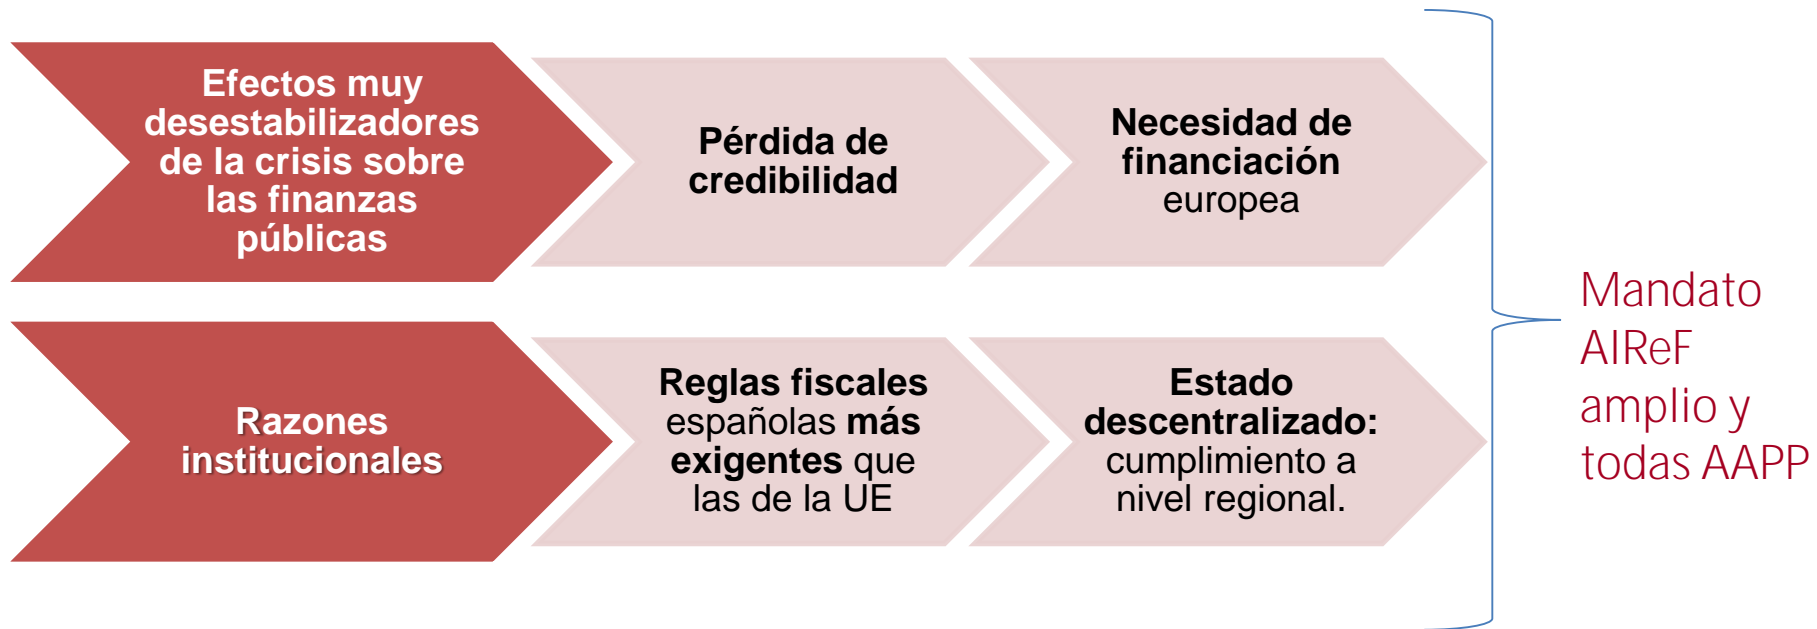 Efectos muy
desestabilizadores
de la crisis sobre
las finanzas
públicas
Pérdida de
credibilidad
Necesidad de
financiación
europea
Razones
institucionales
Reglas fiscales
españolas más
exigentes que
las de la UE
Estado
descentralizado:
cumplimiento a
nivel regional.
Mandato
AIReF
amplio y
todas AAPP